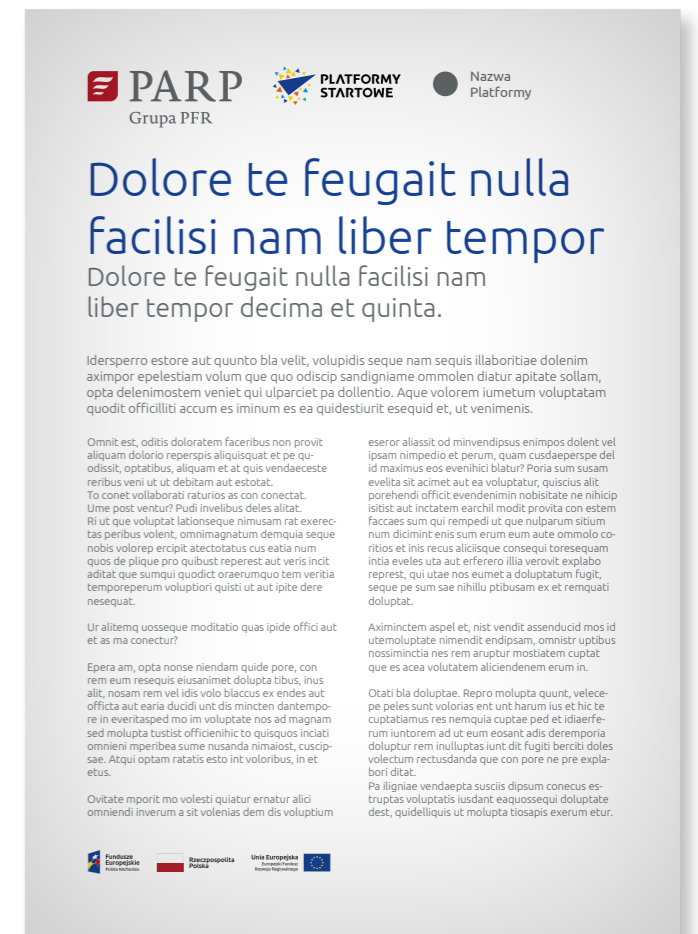 PARP
Grupa PFR
PLATFORMY
STARTOWE
Nazwa
Platformy
Dolore te feugait nulla
facilisi nam liber tempor
Dolore te feugait nulla facilisi nam
liber tempor decima et quinta.
Idersperro estore aut quunto bla velit, volupidis seque nam sequis illaboritiae dolenim
aximpor epelestiam volum que quo odiscip sandigniame ommolen diatur apitate sollam,
opta delenimostem veniet qui ulparciet pa dollentio. Aque volorem iumetum voluptatam
quodit officilliti accum es iminum es ea quidestiurit esequid et, ut venimenis.
Omnit est, oditis doloratem faceribus non provit
aliquam dolorio reperspis aliquisquat et pe qu-
odissit, optatibus, aliquam et at quis vendaeceste
reribus veni ut ut debitam aut estotat.
To conet vollaborati raturios as con conectat.
Ume post ventur? Pudi invelibus deles alitat.
Ri ut que voluptat lationseque nimusam rat exerec-
tas peribus volent, omnimagnatum demquia seque
nobis volorep ercipit atectotatus cus eatia num
quos de plique pro quibust reperest aut veris incit
aditat que sumqui quodict oraerumquo tem veritia
temporeperum voluptiori quisti ut aut ipite dere
nesequat.
Ur alitemq uosseque moditatio quas ipide offici aut
et as ma conectur?
Epera am, opta nonse niendam quide pore, con
rem eum resequis eiusanimet dolupta tibus, inus
alit, nosam rem vel idis volo blaccus ex endes aut
officta aut earia ducidi unt dis mincten dantempo-
re in everitasped mo im voluptate nos ad magnam
sed molupta tustist officienihic to quisquos inciati
omnieni mperibea sume nusanda nimaiost, cuscip-
sae. Atqui optam ratatis esto int voloribus, in et
etus.
Ovitate mporit mo volesti quiatur ernatur alici
omniendi inverum a sit volenias dem dis voluptium
eseror aliassit od minvendipsus enimpos dolent vel
ipsam nimpedio et perum, quam cusdaeperspe del
id maximus eos evenihici blatur? Poria sum susam
evelita sit acimet aut ea voluptatur, quiscius alit
porehendi officit evendenimin nobisitate ne nihicip
isitist aut inctatem earchil modit provita con estem
faccaes sum qui rempedi ut que nulparum sitium
num dicimint enis sum erum eum aute ommolo co-
ritios et inis recus aliciisque consequi toresequam
intia eveles uta aut erferero illia verovit explabo
represt, qui utae nos eumet a doluptatum fugit,
seque pe sum sae nihillu ptibusam ex et remquati
doluptat.
Aximinctem aspel et, nist vendit assenducid mos id
utemoluptate nimendit endipsam, omnistr uptibus
nossiminctia nes rem aruptur mostiatem cuptat
que es acea volutatem aliciendenem erum in.
Otati bla doluptae. Repro molupta quunt, velece-
pe peles sunt volorias ent unt harum ius et hic te
cuptatiamus res nemquia cuptae ped et idiaerfe-
rum iuntorem ad ut eum eosant adis deremporia
doluptur rem inulluptas iunt dit fugiti berciti doles
volectum rectusdanda que con pore ne pre expla-
bori ditat.
Pa iligniae vendaepta susciis dipsum conecus es-
truptas voluptatis iusdant eaquossequi doluptate
dest, quidelliquis ut molupta tiosapis exerum etur.
Fundusze
Europejskie
Polska Wschodnia
Rzeczpospolita
Polska
Unia Europejska
Europejski Fundusz
Rozwoju Regionalnego